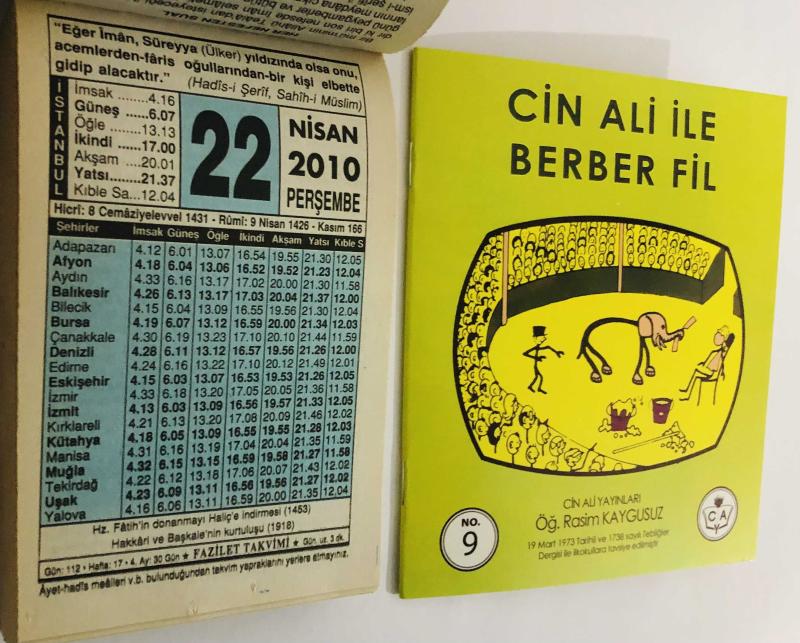 "Eğer Îmân, Süreyya (Ülker) yıldızında olsa onu,
acemlerden-fâris oğullarından-bir kişi elbette
gidip alacaktır."
(Hadîs-i Şerîf, Sahîh-i Müslim)
İSTANBUL
İmsak ........4.16
Güneş .....6.07
Öğle .......13.13
İkindi ......17.00
Akşam ....20.01
Yatsı.......21.37
Kıble Sa...12.04
22
NİSAN
2010
PERŞEMBE
Hicrî: 8 Cemâziyelevvel 1431 - Rûmî: 9 Nisan 1426 - Kasım 166
Şehirler İmsak Güneş Öğle İkindi Akşam Yatsı Kıble S
Adapazarı 4.12 6.01 13.07 16.54 19.55 21.30 12.05
Afyon 4.18 6.04 13.06 16.52 19.52 21.23 12.04
Aydın 4.33 6.16 13.17 17.02 20.00 21.30 11.58
Balıkesir 4.26 6.13 13.17 17.03 20.04 21.37 12.00
Bilecik 4.15 6.04 13.09 16.55 19.56 21.30 12.04
Bursa 4.19 6.07 13.12 16.59 20.00 21.34 12.03
Çanakkale 4.30 6.19 13.23 17.10 20.10 21.44 11.59
Denizli 4.28 6.11 13.12 16.57 19.56 21.26 12.00
Edirne 4.24 6.16 13.22 17.10 20.12 21.49 12.01
Eskişehir 4.15 6.03 13.07 16.53 19.53 21.26 12.05
İzmir 4.33 6.18 13.20 17.05 20.05 21.36 11.58
İzmit 4.13 6.03 13.09 16.56 19.57 21.33 12.05
Kırklareli 4.21 6.13 13.20 17.08 20.09 21.46 12.02
Kütahya 4.18 6.05 13.09 16.55 19.55 21.28 12.03
Manisa 4.31 6.16 13.19 17.04 20.04 21.35 11.59
Muğla 4.32 6.15 13.15 16.59 19.58 21.27 11.58
Tekirdağ 4.22 6.12 13.18 17.06 20.07 21.43 12.02
Uşak 4.23 6.09 13.11 16.56 19.56 21.27 12.02
Yalova 4.16 6.06 13.11 16.59 20.00 21.35 12.04
Hz. Fâtih'in donanmayı Haliç'e indirmesi (1453)
Hakkâri ve Başkale'nin kurtuluşu (1918)
Gün: 112 • Hafta: 17 • 4. Ay: 30 Gün ★ FAZİLET TAKVİMİ ★ Gün. uz. 3 dk.
Âyet-hadîs meâlleri v.b. bulunduğundan takvim yapraklarını yerlere atmayınız.
CİN ALİ İLE
BERBER FİL
CİN ALİ YAYINLARI
Öğ. Rasim KAYGUSUZ
19 Mart 1973 Tarihli ve 1738 sayılı Tebliğler
Dergisi ile ilkokullara tavsiye edilmiştir
NO.
9
C A